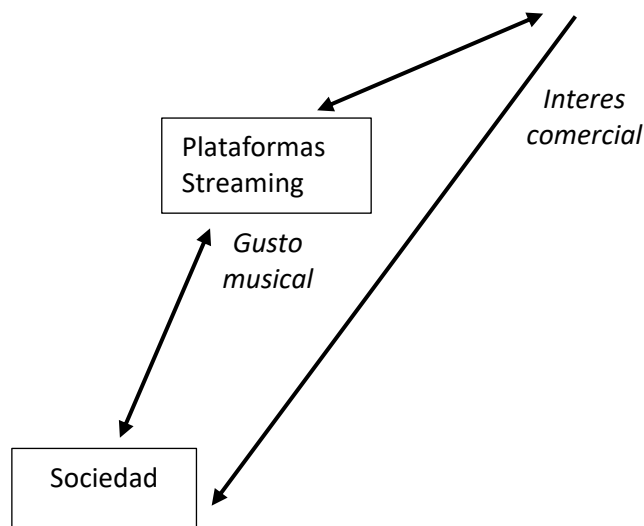 Interes
comercial
Plataformas
Streaming
Gusto
musical
Sociedad